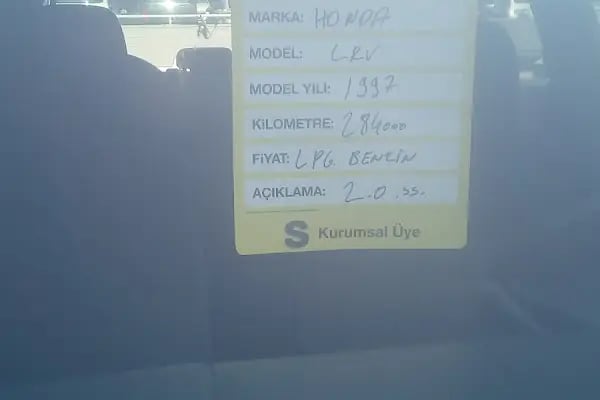 MARKA: HONDA
MODEL: CRV
MODEL YILI: 1997
KİLOMETRE: 284000
FİYAT: LPG. BENZİN
AÇIKLAMA: 2.0.ss.
S Kurumsal Üye